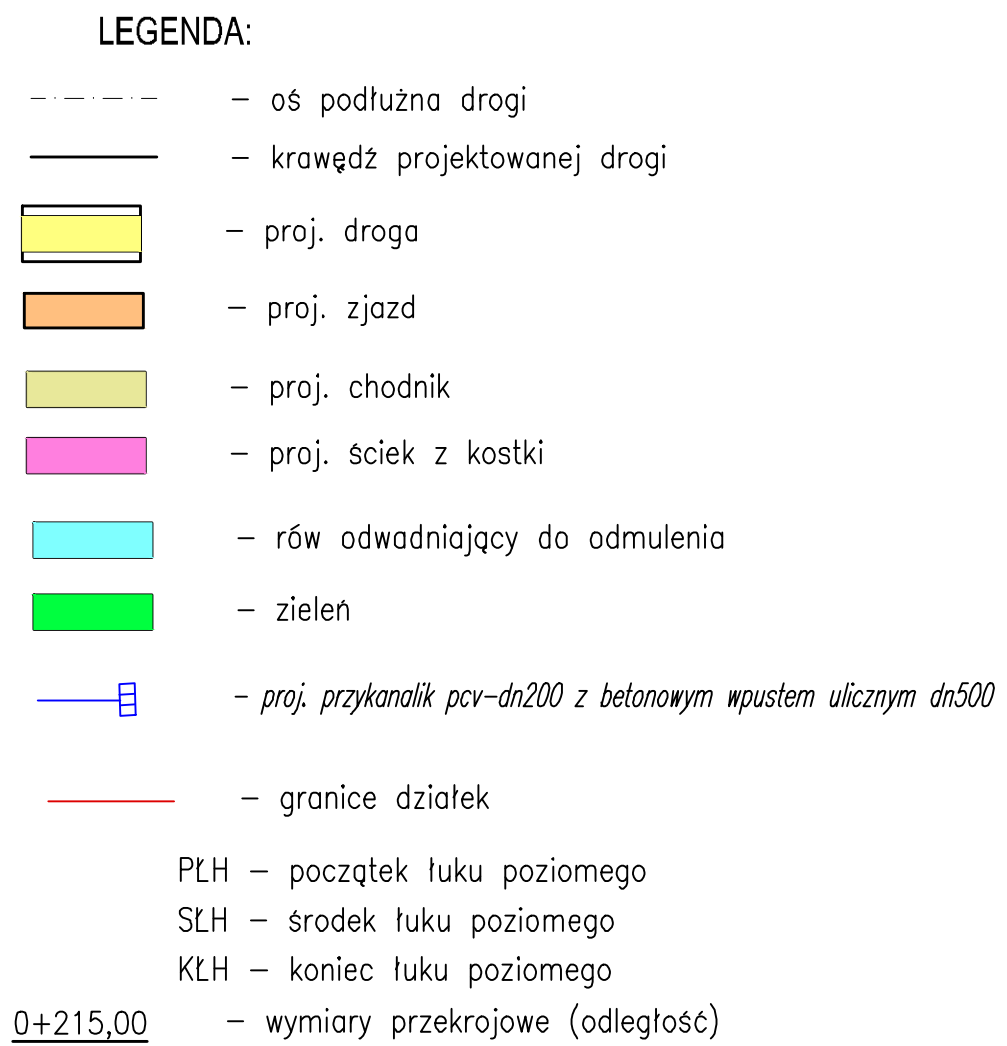 LEGENDA:
– oś podłużna drogi
– krawędź projektowanej drogi
– proj. droga
– proj. zjazd
– proj. chodnik
– proj. ściek z kostki
– rów odwadniający do odmulenia
– zieleń
– proj. przykanalik pcv-dn200 z betonowym wpustem ulicznym dn500
– granice działek
PŁH – początek łuku poziomego
SŁH – środek łuku poziomego
KŁH – koniec łuku poziomego
0+215,00 – wymiary przekrojowe (odległość)